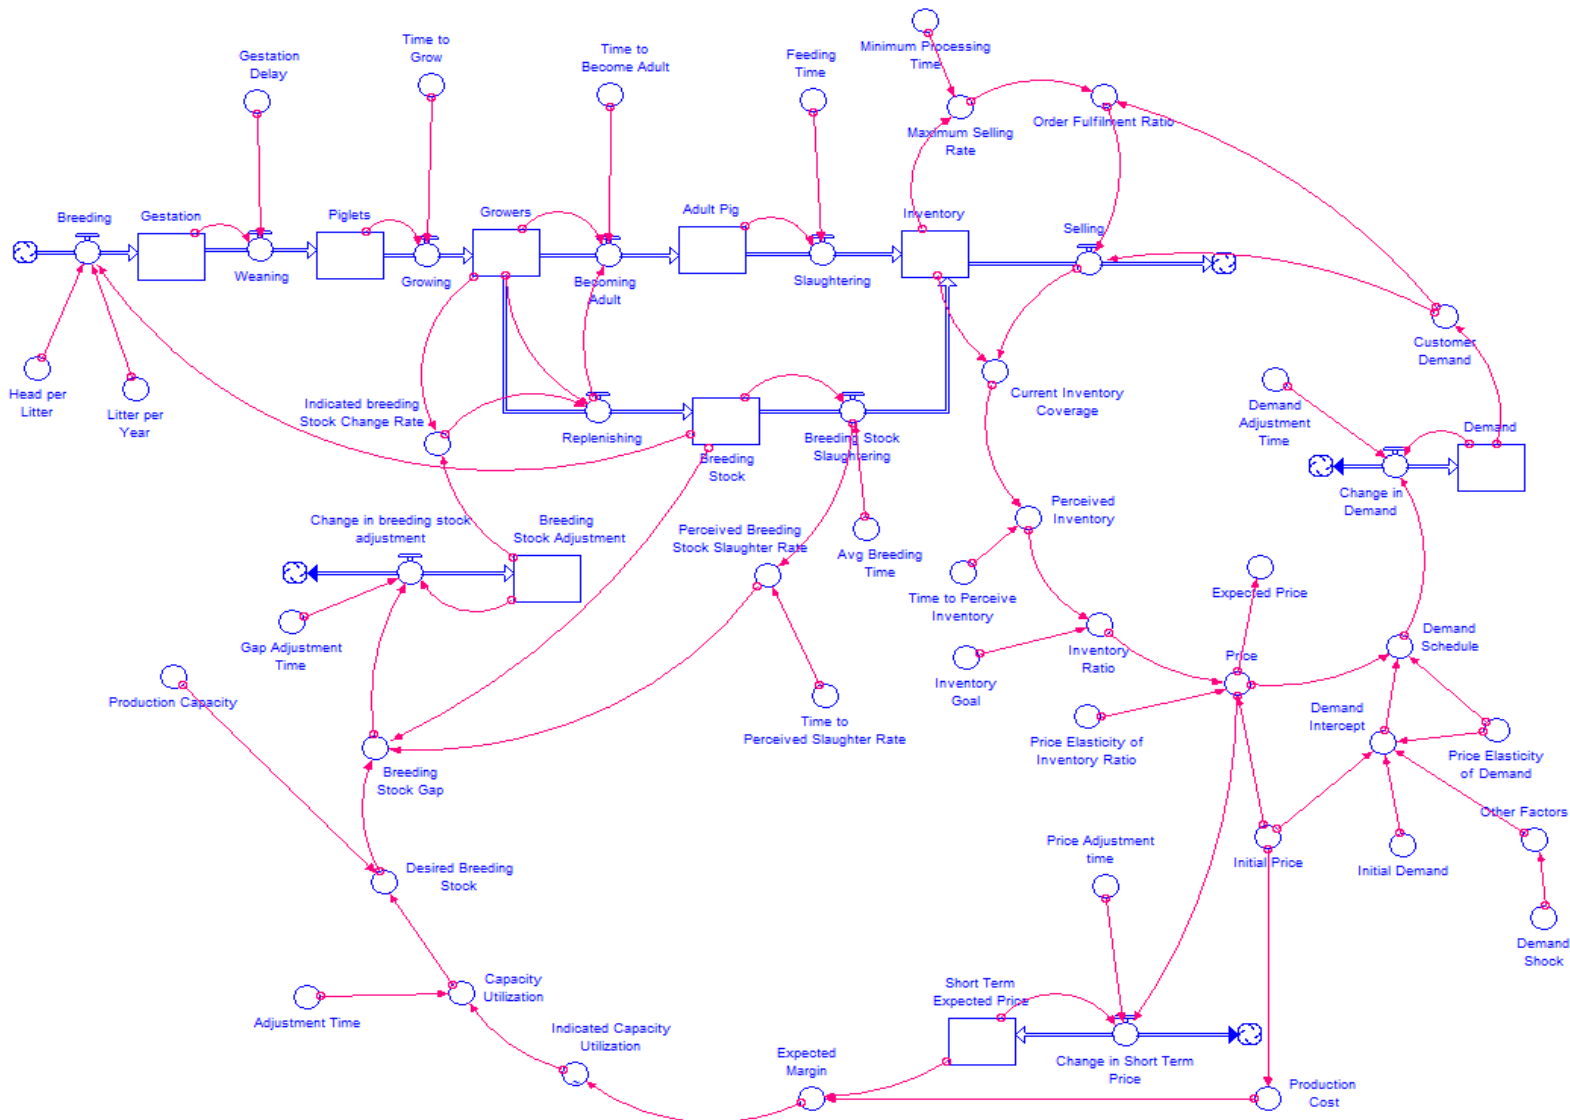 Minimum Processing
Time
Time to
Grow
Gestation
Delay
Time to
Become Adult
Feeding
Time
Maximum Selling
Rate
Order Fulfilment Ratio
Breeding
Gestation
Piglets
Growers
Adult Pig
Inventory
Selling
Weaning
Growing
Becoming
Adult
Slaughtering
Head per
Litter
Litter per
Year
Indicated breeding
Stock Change Rate
Replenishing
Breeding
Stock
Breeding Stock
Slaughtering
Current Inventory
Coverage
Customer
Demand
Demand
Adjustment
Time
Demand
Change in
Demand
Change in breeding stock
adjustment
Breeding
Stock Adjustment
Perceived Breeding
Stock Slaughter Rate
Avg Breeding
Time
Perceived
Inventory
Time to Perceive
Inventory
Expected Price
Gap Adjustment
Time
Production Capacity
Time to
Perceived Slaughter Rate
Inventory
Goal
Inventory
Ratio
Price
Demand
Schedule
Demand
Intercept
Price Elasticity of
Inventory Ratio
Price Elasticity
of Demand
Breeding
Stock Gap
Other Factors
Initial Price
Initial Demand
Price Adjustment
time
Demand
Shock
Desired Breeding
Stock
Capacity
Utilization
Adjustment Time
Indicated Capacity
Utilization
Short Term
Expected Price
Expected
Margin
Change in Short Term
Price
Production
Cost